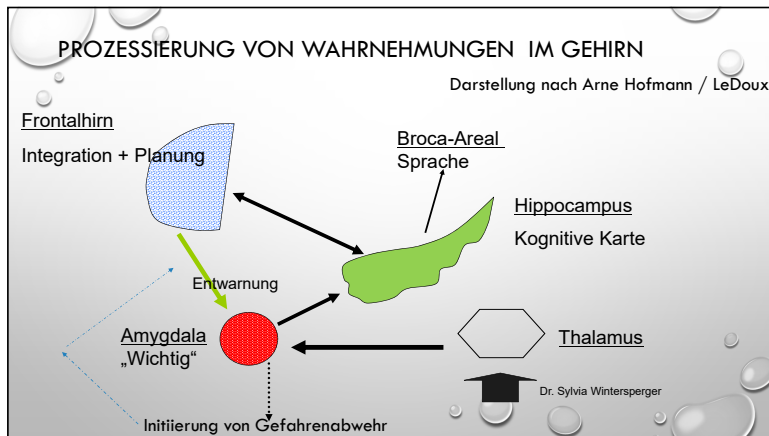 PROZESSIERUNG VON WAHRNEHMUNGEN IM GEHIRN
Darstellung nach Arne Hofmann / LeDoux
Frontalhirn
Integration + Planung
Broca-Areal
Sprache
Hippocampus
Kognitive Karte
Entwarnung
Amygdala
„Wichtig“
Thalamus
Dr. Sylvia Wintersperger
Initiierung von Gefahrenabwehr